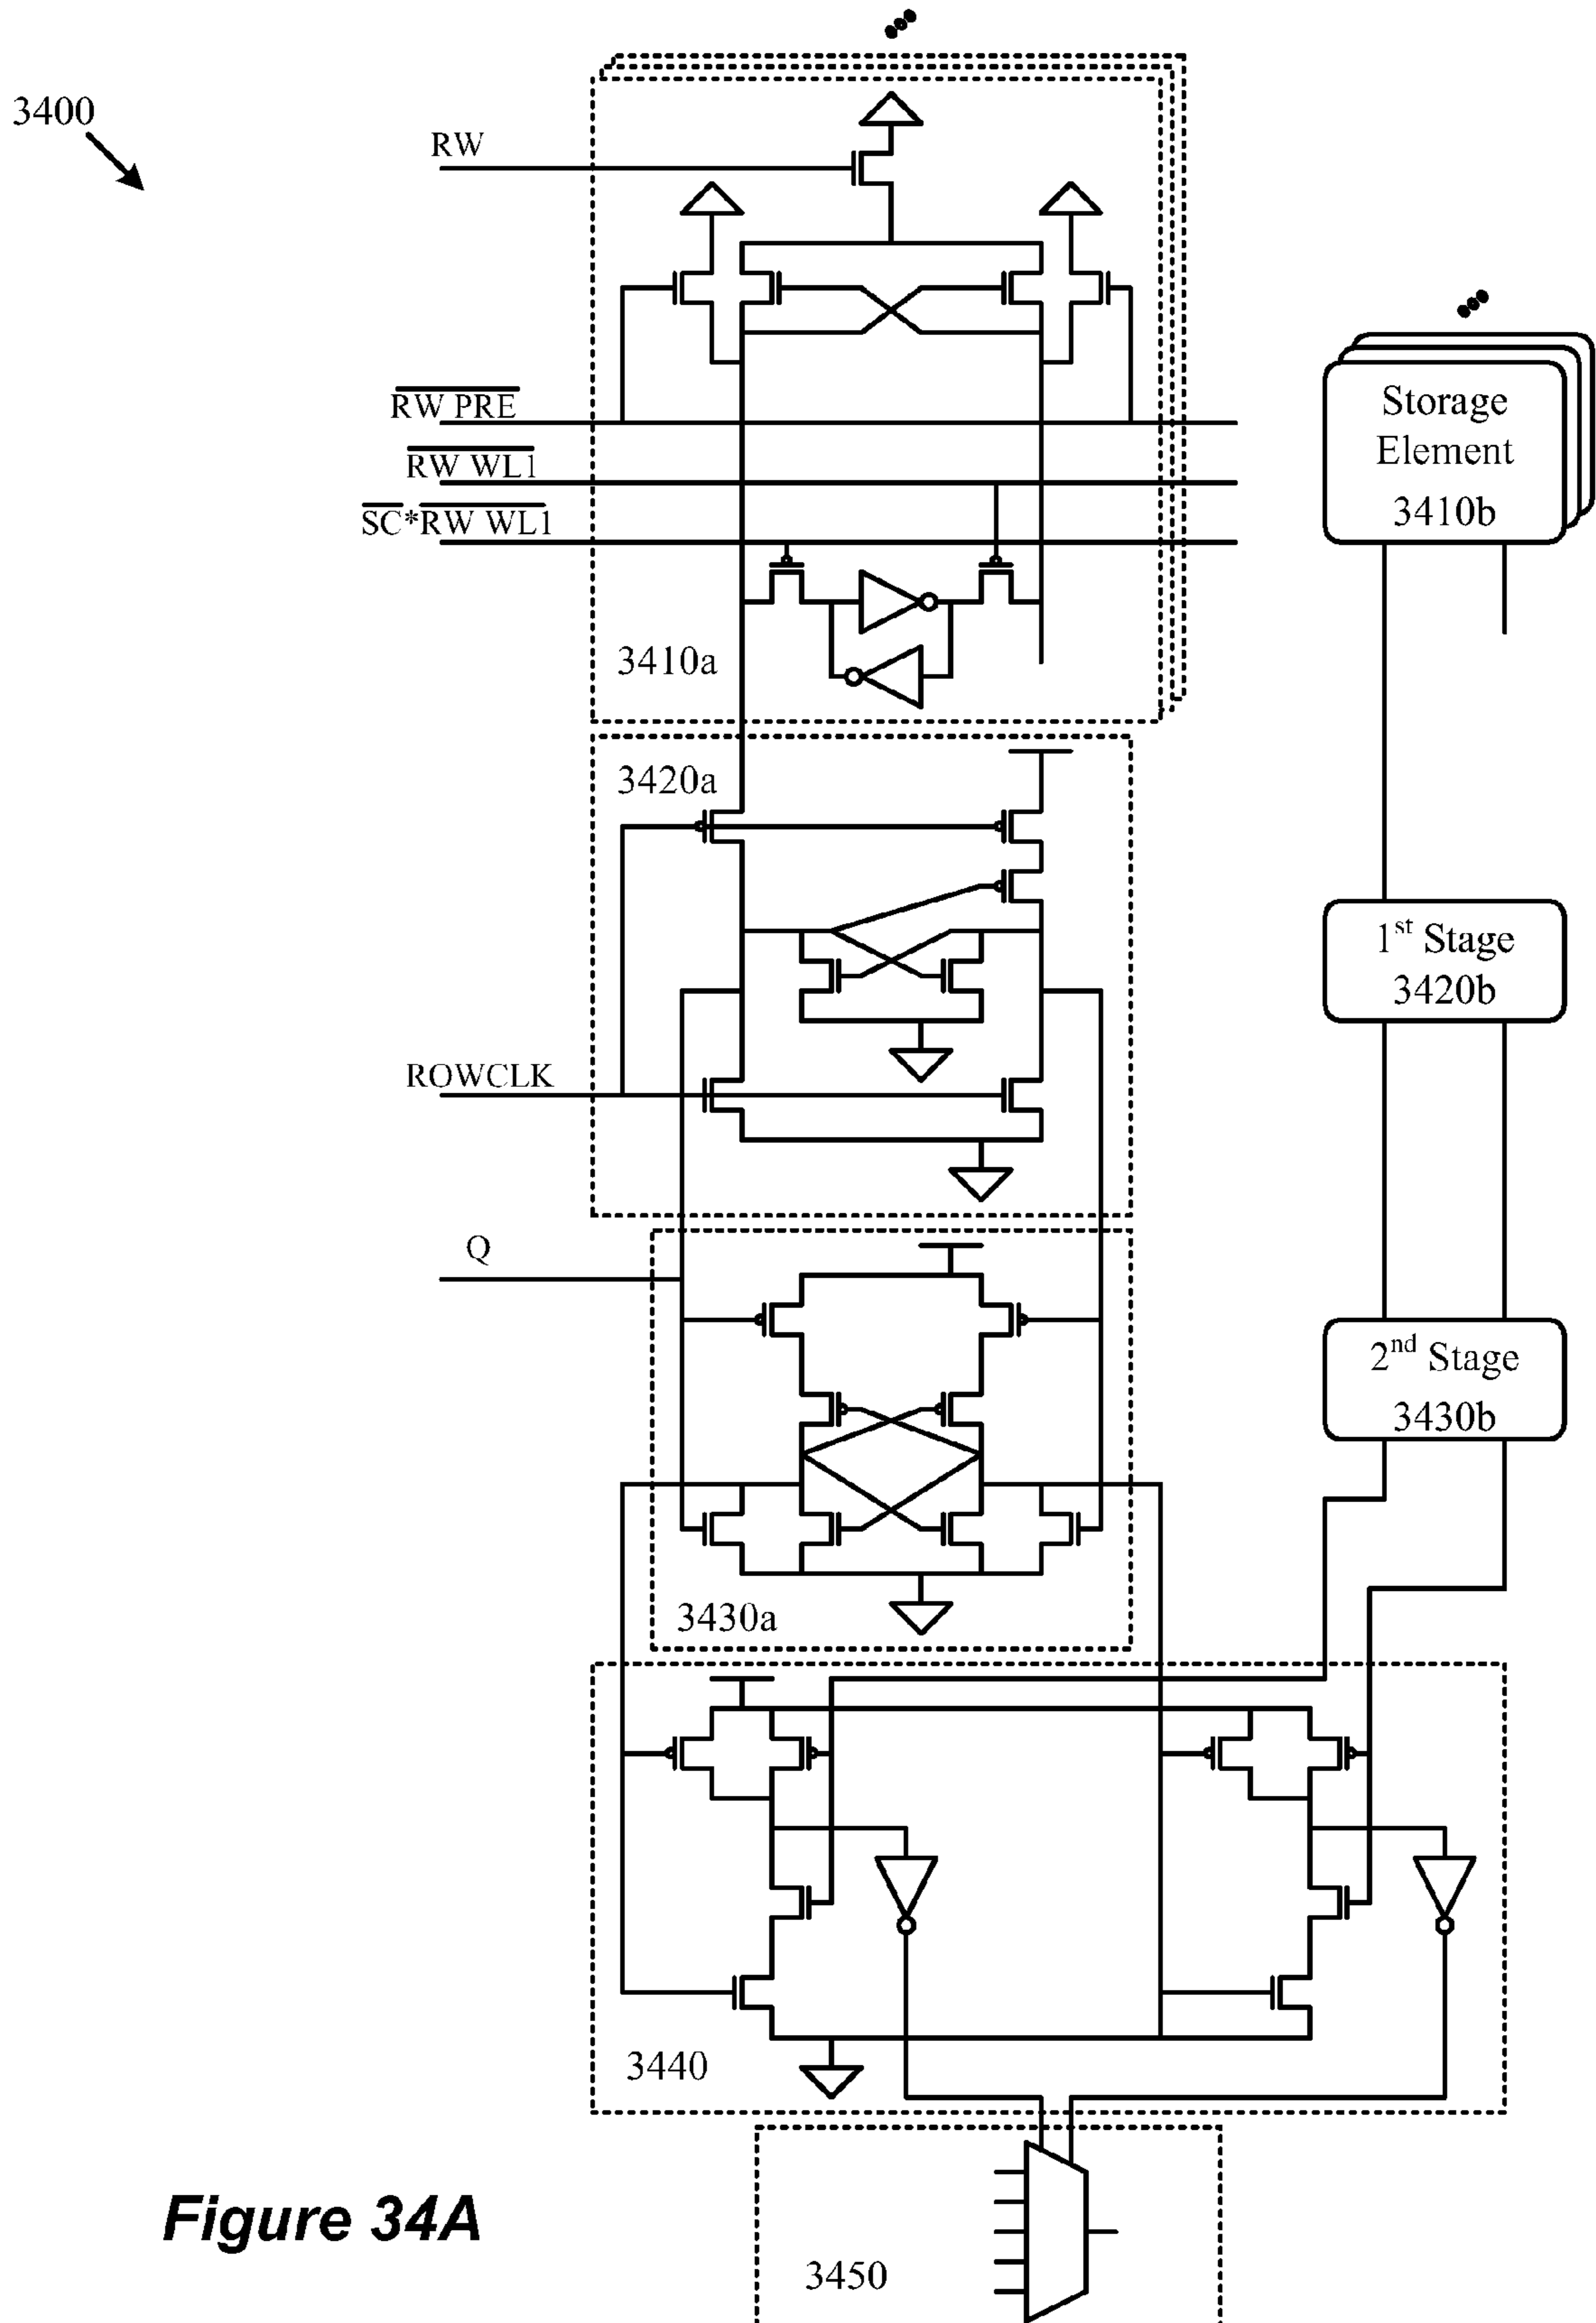 3400
RW
RW PRE
RW WL1
SC*RW WL1
3410a
Storage
Element
3410b
3420a
1st Stage
3420b
ROWCLK
Q
2nd Stage
3430b
3430a
3440
3450
Figure 34A